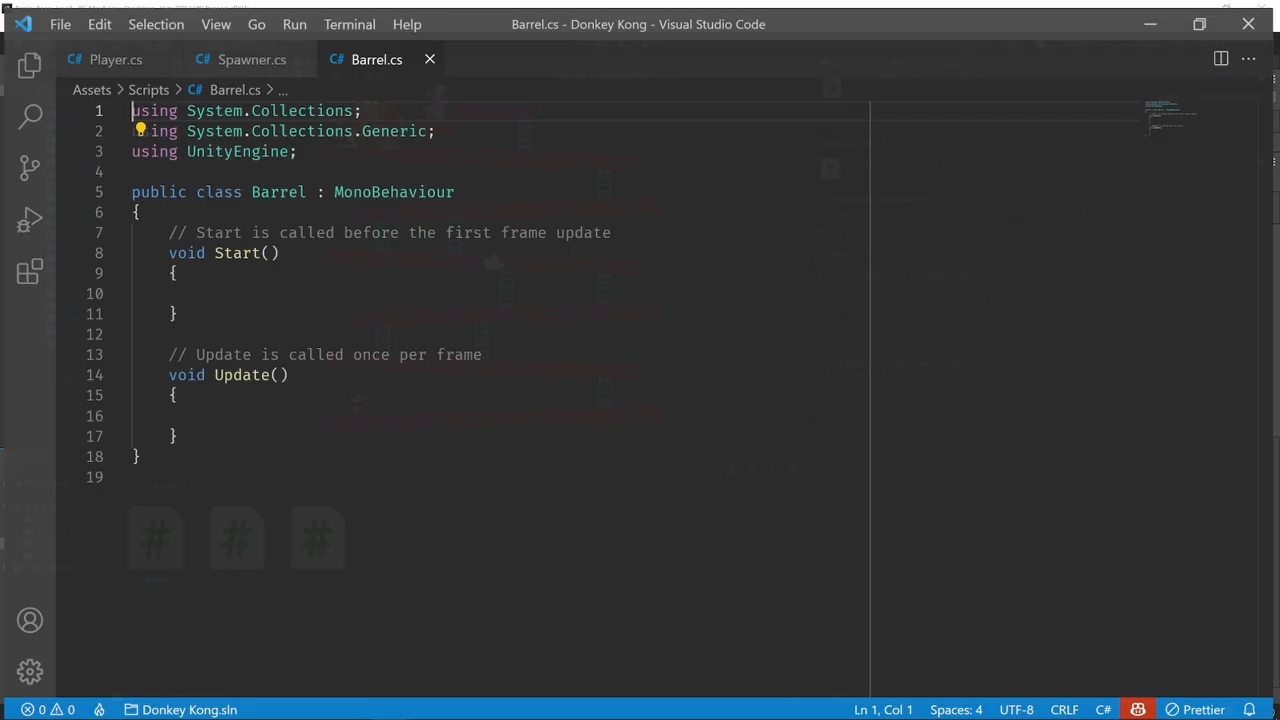 File Edit Selection View Go Run Terminal Help Barrel.cs - Donkey Kong - Visual Studio Code
C# Player.cs C# Spawner.cs C# Barrel.cs
Assets > Scripts > C# Barrel.cs > ...
1 using System.Collections;
2 using System.Collections.Generic;
3 using UnityEngine;
4
5 public class Barrel : MonoBehaviour
6 {
7 // Start is called before the first frame update
8 void Start()
9 {
10
11 }
12
13 // Update is called once per frame
14 void Update()
15 {
16
17 }
18 }
19
0 0 Donkey Kong.sln Ln 1, Col 1 Spaces: 4 UTF-8 CRLF C# Prettier